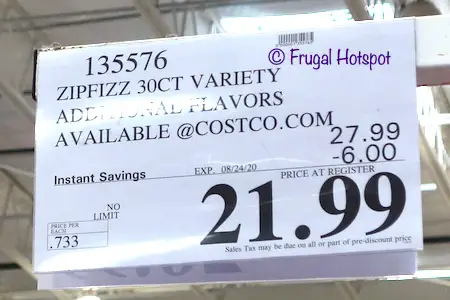 © Frugal Hotspot
135576
ZIPFIZZ 30CT VARIETY
ADDITIONAL FLAVORS
AVAILABLE @COSTCO.COM
27.99
-6.00
Instant Savings
EXP. 08/24/20
PRICE AT REGISTER
NO
LIMIT
21.99
PRICE PER
EACH
.733
Sales Tax may be due on all or part of pre-discount price